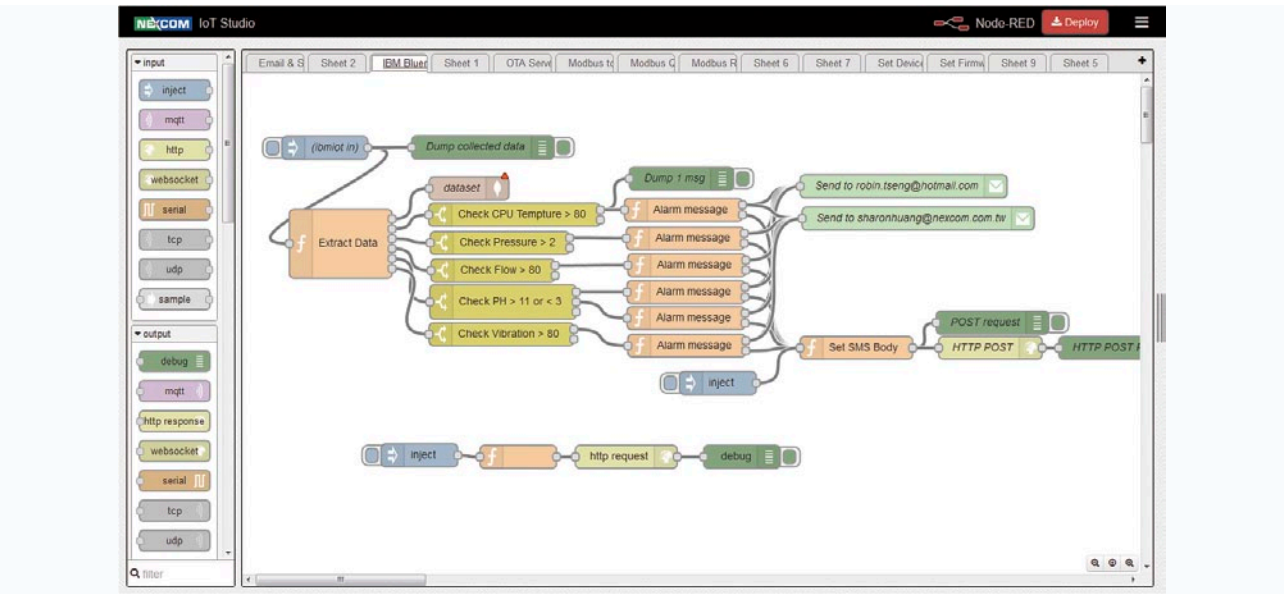 NEXCOM IoT Studio
Node-RED
Deploy
input
inject
mqtt
http
websocket
serial
tcp
udp
sample
output
debug
mqtt
http response
websocket
serial
tcp
udp
filter
Email & S
Sheet 2
IBM Bluer
Sheet 1
OTA Serve
Modbus to
Modbus C
Modbus R
Sheet 6
Sheet 7
Set Device
Set Firmw
Sheet 9
Sheet 5
(ibmiot in)
Dump collected data
dataset
Dump 1 msg
Send to robin.tseng@hotmail.com
Check CPU Tempture > 80
Alarm message
Send to sharonhuang@nexcom.com.tw
Extract Data
Check Pressure > 2
Alarm message
Check Flow > 80
Alarm message
Check PH > 11 or < 3
Alarm message
Alarm message
Check Vibration > 80
Alarm message
POST request
Set SMS Body
HTTP POST
HTTP POST
inject
inject
http request
debug